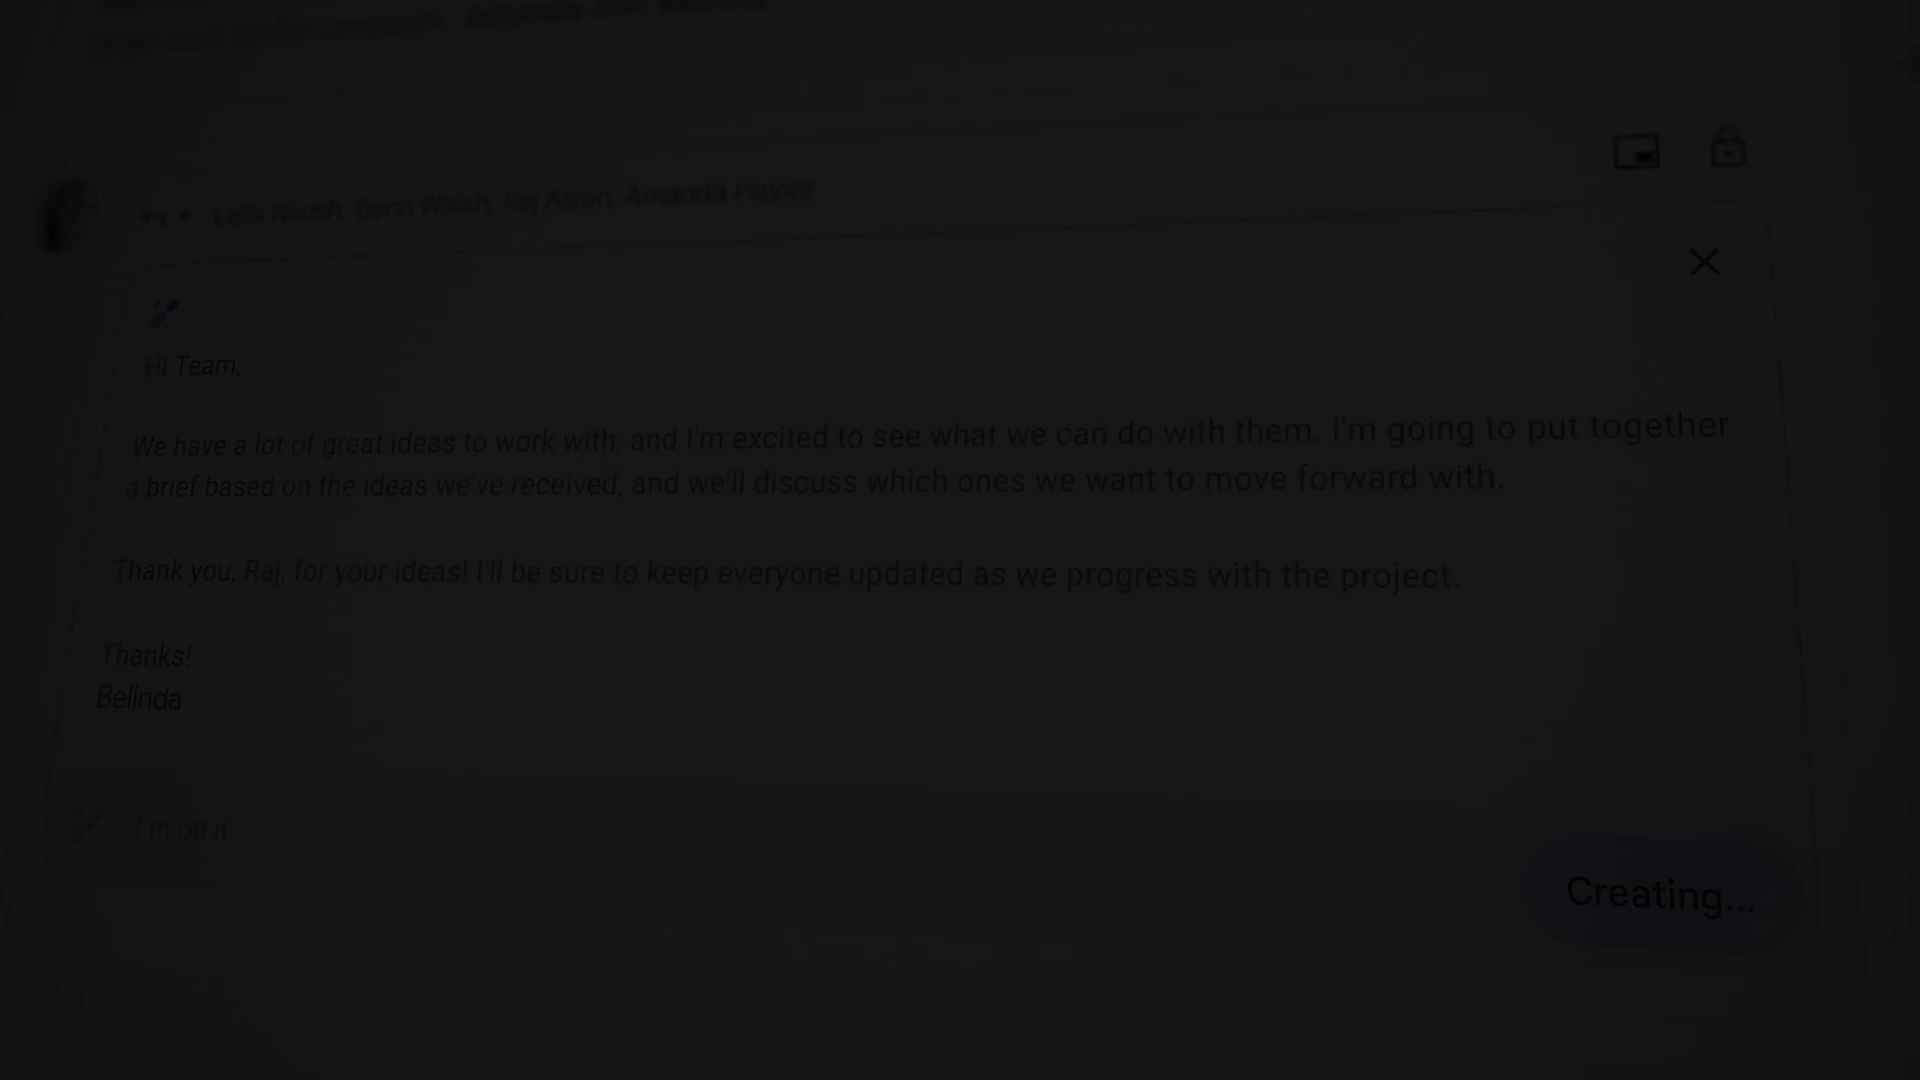 Leila Namih, Benn Walsh, Raj Asian, Amanda Hayes
Hi Team,
We have a lot of great ideas to work with, and I'm excited to see what we can do with them. I'm going to put together
a brief based on the ideas we've received, and we'll discuss which ones we want to move forward with.
Thank you, Raj, for your ideas! I'll be sure to keep everyone updated as we progress with the project.
Thanks!
Belinda
I'm on it
Creating...